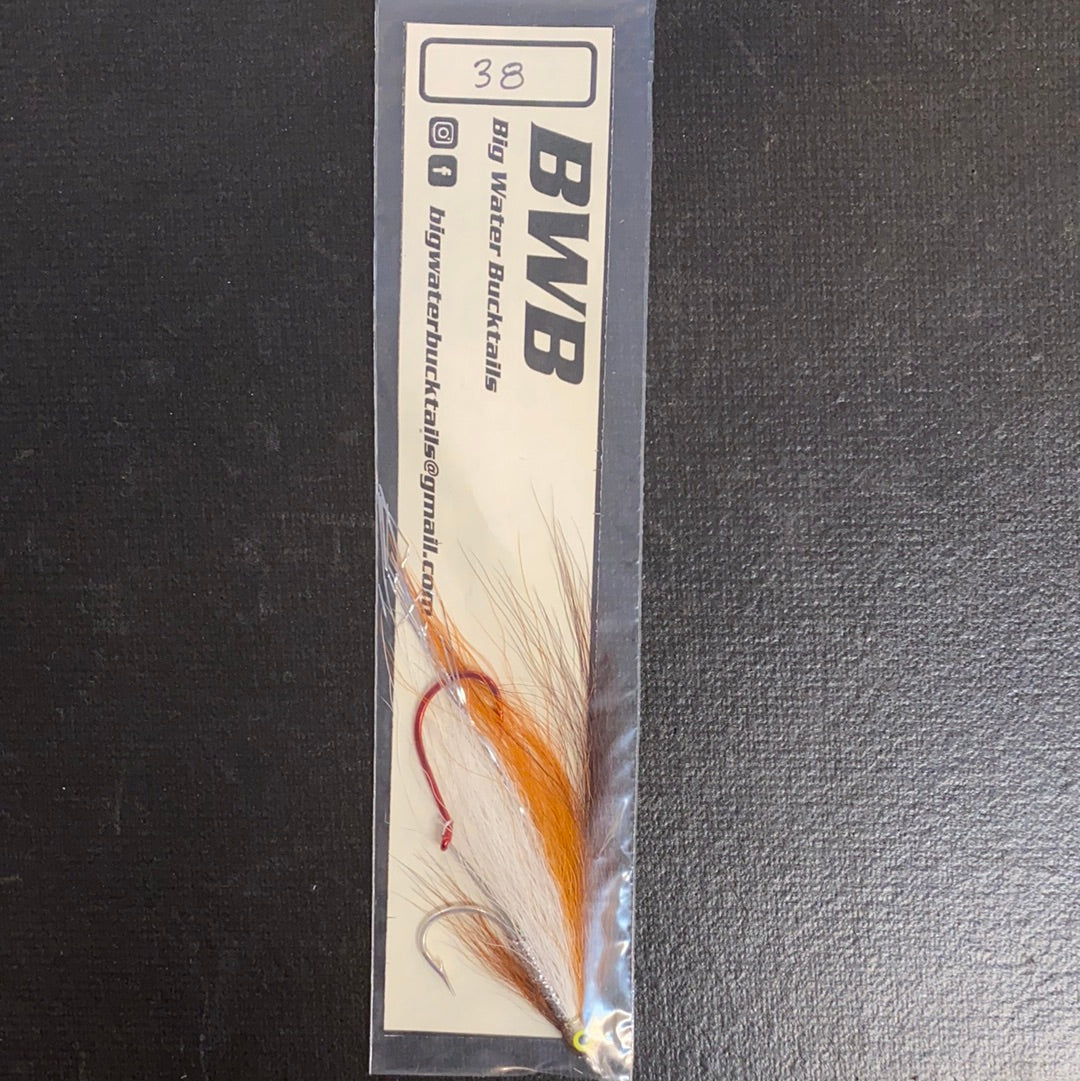 38
BWB
Big Water Bucktails
bigwaterbucktails@gmail.com